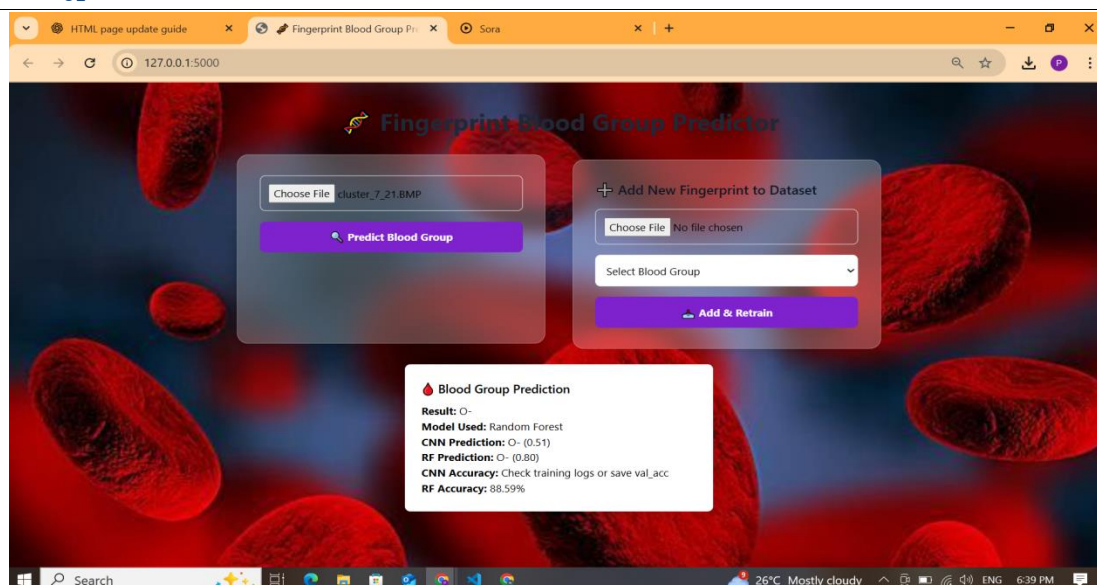 HTML page update guide
Fingerprint Blood Group Pr
Sora
127.0.0.1:5000
P
Fingerprint Blood Group Predictor
Choose File cluster_7_21.BMP
Predict Blood Group
Add New Fingerprint to Dataset
Choose File No file chosen
Select Blood Group
Add & Retrain
Blood Group Prediction
Result: O-
Model Used: Random Forest
CNN Prediction: O- (0.51)
RF Prediction: O- (0.80)
CNN Accuracy: Check training logs or save val_acc
RF Accuracy: 88.59%
Search
26°C Mostly cloudy
ENG
6:39 PM